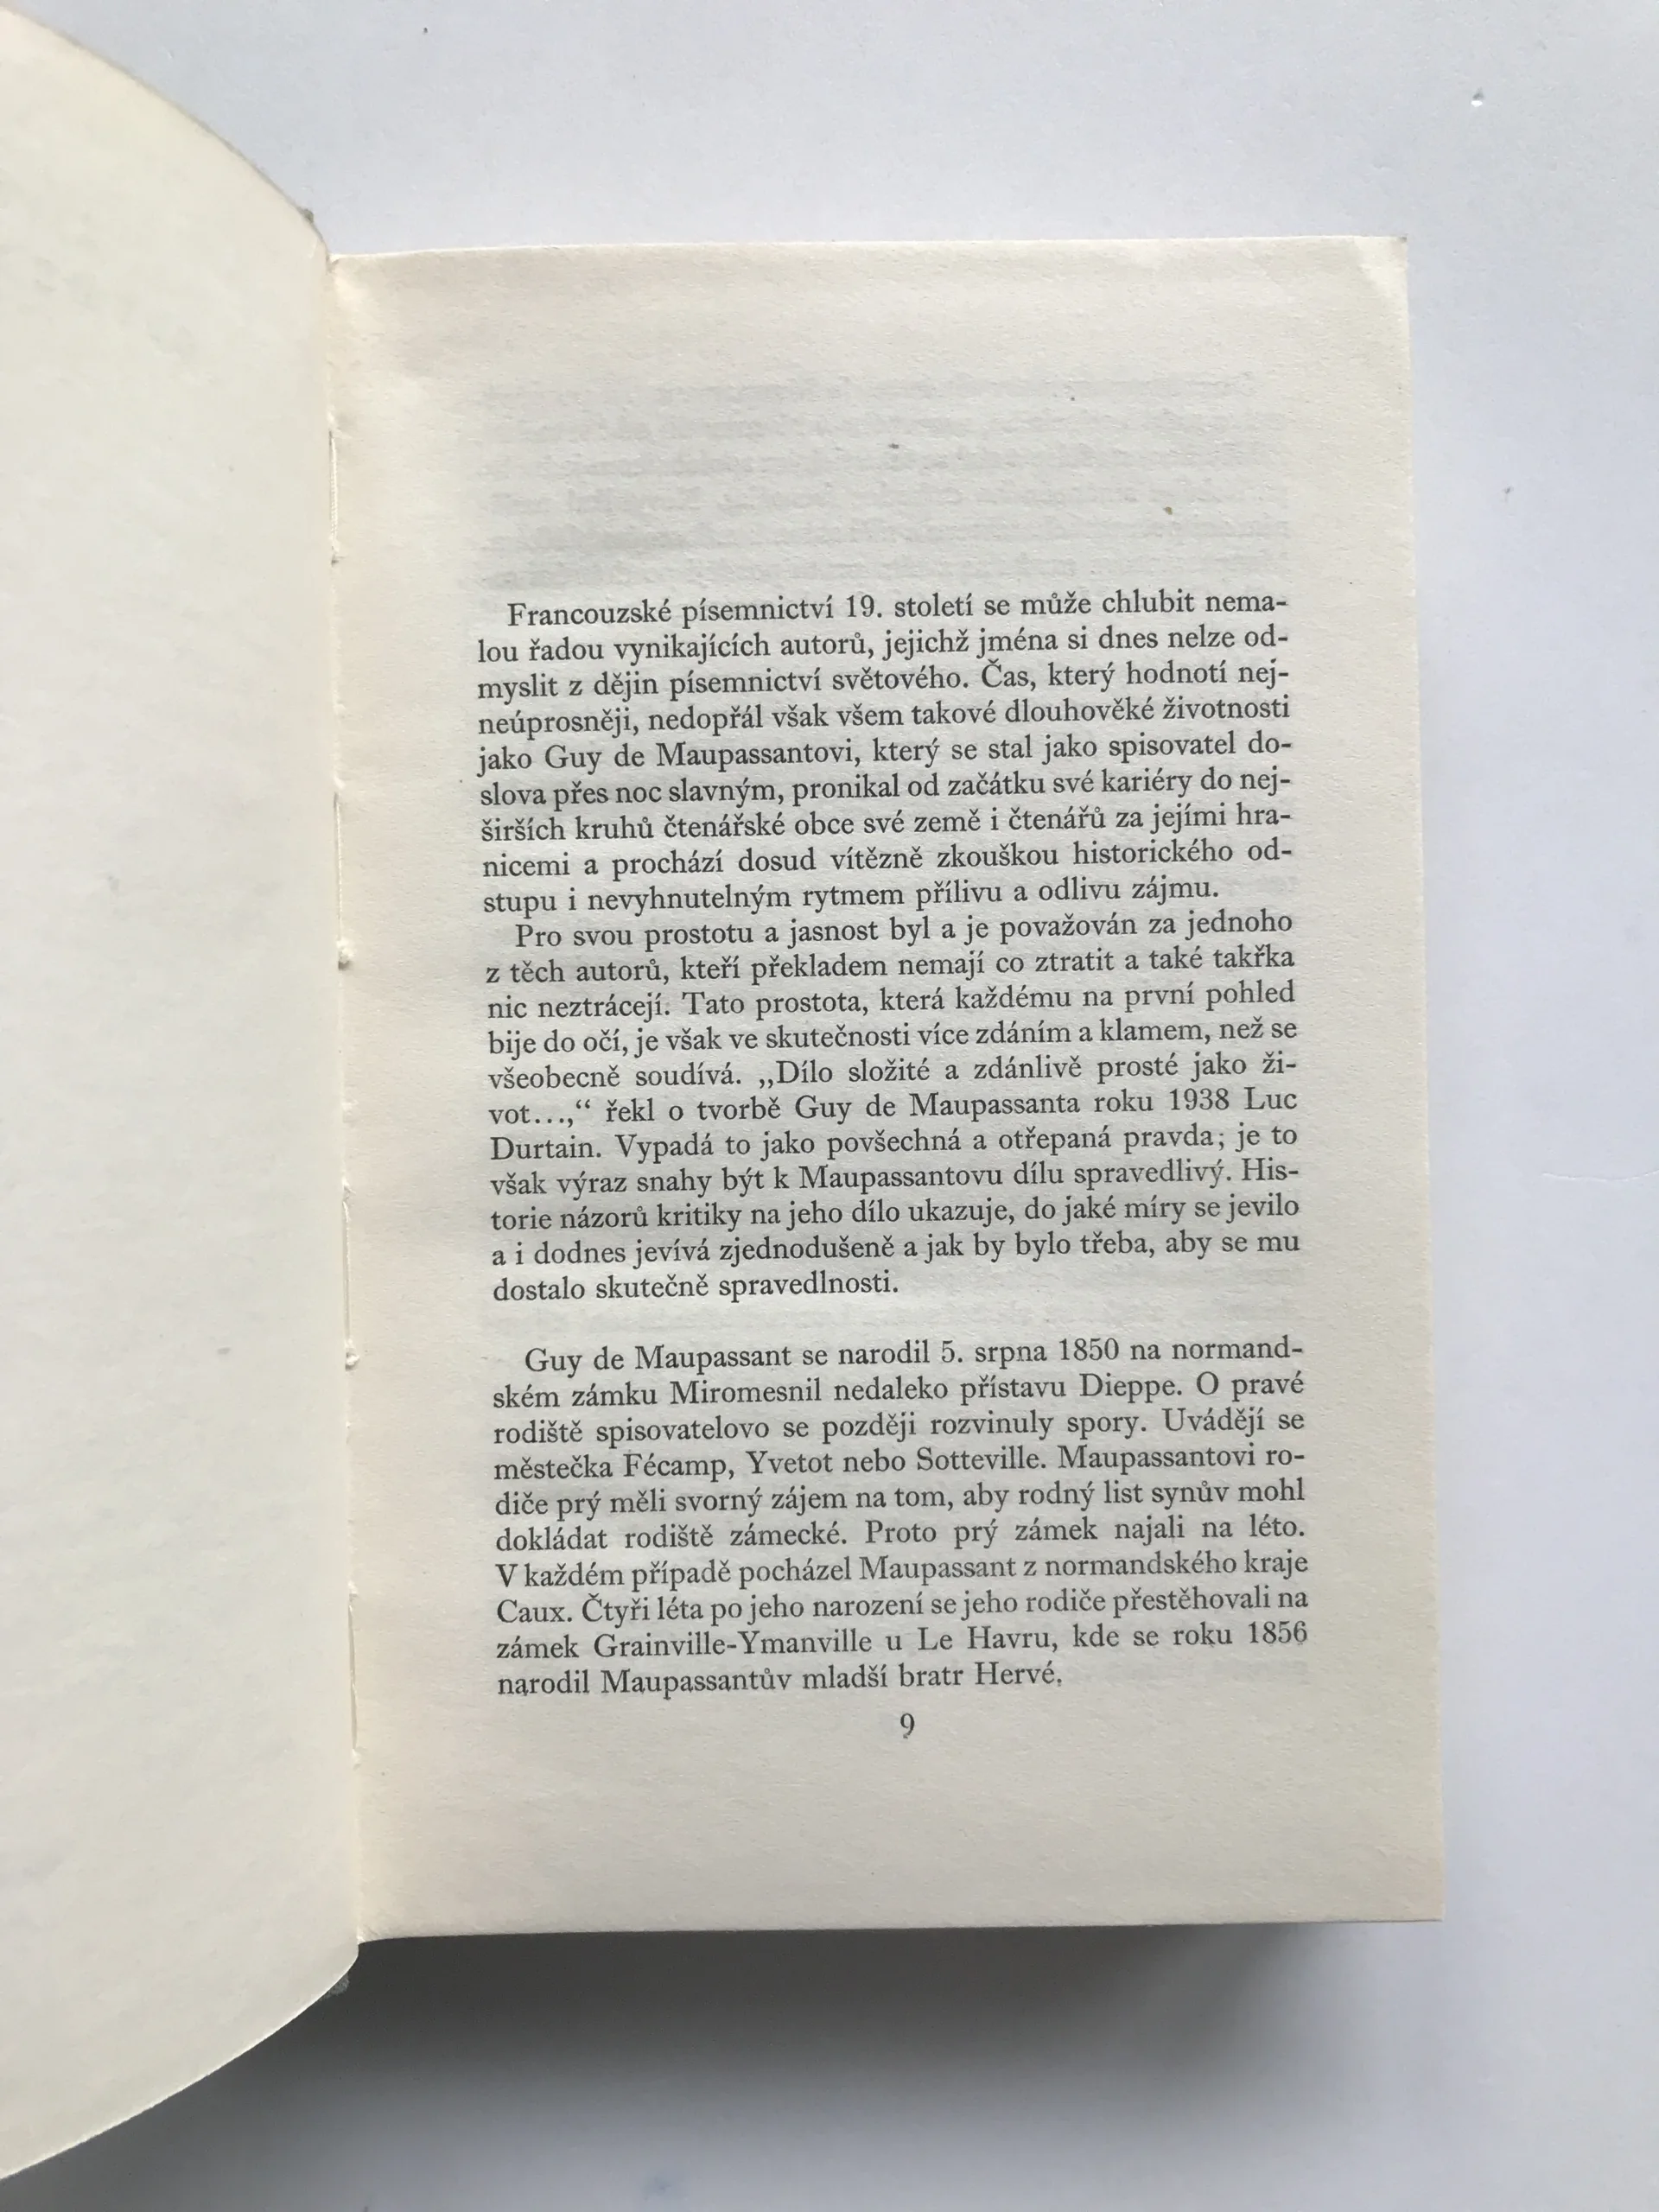 Francouzské písemnictví 19. století se může chlubit nema-
lou řadou vynikajících autorů, jejichž jména si dnes nelze od-
myslit z dějin písemnictví světového. Čas, který hodnotí nej-
neúprosněji, nedopřál však všem takové dlouhověké životnosti
jako Guy de Maupassantovi, který se stal jako spisovatel do-
slova přes noc slavným, pronikal od začátku své kariéry do nej-
širších kruhů čtenářské obce své země i čtenářů za jejími hra-
nicemi a prochází dosud vítězně zkouškou historického od-
stupu i nevyhnutelným rytmem přílivu a odlivu zájmu.
Pro svou prostotu a jasnost byl a je považován za jednoho
z těch autorů, kteří překladem nemají co ztratit a také takřka
nic neztrácejí. Tato prostota, která každému na první pohled
bije do očí, je však ve skutečnosti více zdáním a klamem, než se
všeobecně soudívá. „Dílo složité a zdánlivě prosté jako ži-
vot...,“ řekl o tvorbě Guy de Maupassanta roku 1938 Luc
Durtain. Vypadá to jako povšechná a otřepaná pravda; je to
však výraz snahy být k Maupassantovu dílu spravedlivý. His-
torie názorů kritiky na jeho dílo ukazuje, do jaké míry se jevilo
a i dodnes jevívá zjednodušeně a jak by bylo třeba, aby se mu
dostalo skutečně spravedlnosti.
Guy de Maupassant se narodil 5. srpna 1850 na normand-
ském zámku Miromesnil nedaleko přístavu Dieppe. O pravé
rodiště spisovatelovo se později rozvinuly spory. Uvádějí se
městečka Fécamp, Yvetot nebo Sotteville. Maupassantovi ro-
diče prý měli svorný zájem na tom, aby rodný list synův mohl
dokládat rodiště zámecké. Proto prý zámek najali na léto.
V každém případě pocházel Maupassant z normandského kraje
Caux. Čtyři léta po jeho narození se jeho rodiče přestěhovali na
zámek Grainville-Ymanville u Le Havru, kde se roku 1856
narodil Maupassantův mladší bratr Hervé.
9